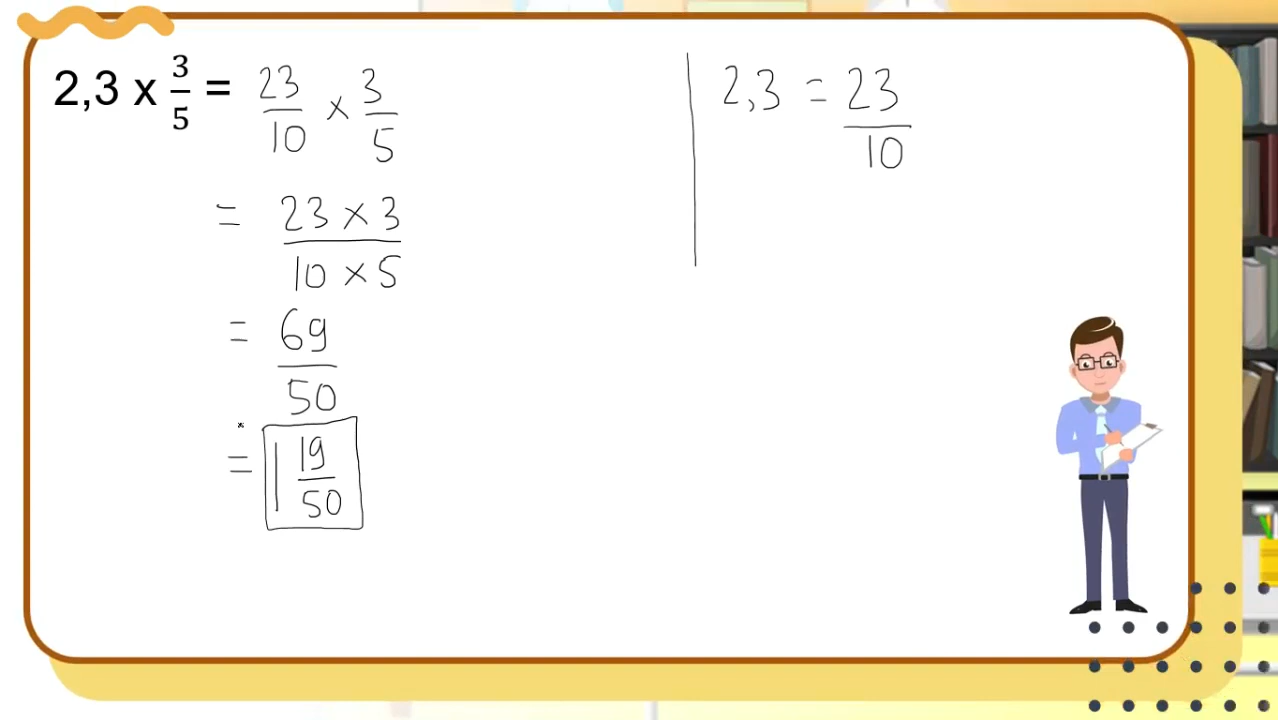 2,3 x 3/5 = 23/10 × 3/5
= 23 × 3 / 10 × 5
= 69/50
= 1 19/50
2,3 = 23/10